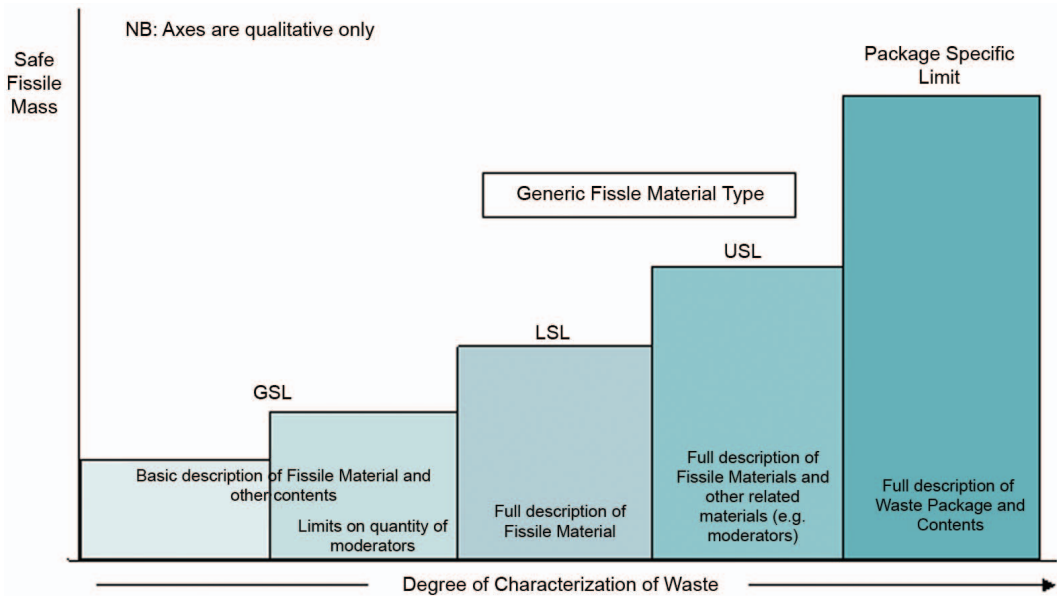 NB: Axes are qualitative only
Safe
Fissile
Mass
Package Specific
Limit
Generic Fissle Material Type
USL
LSL
GSL
Basic description of Fissile Material and
other contents
Limits on quantity of
moderators
Full description of
Fissile Material
Full description of
Fissile Materials and
other related
materials (e.g.
moderators)
Full description of
Waste Package and
Contents
Degree of Characterization of Waste